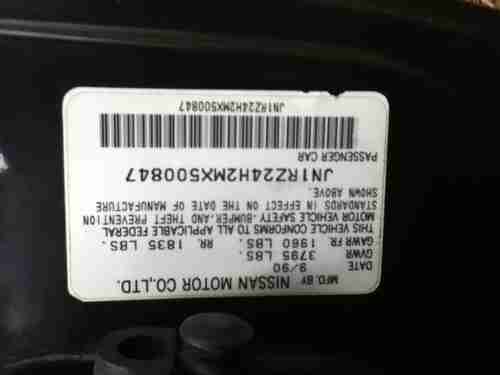 MFD. BY NISSAN MOTOR CO.,LTD.
DATE 9/90
GVWR 3795 LBS.
GAWR FR. 1960 LBS. RR. 1835 LBS.
THIS VEHICLE CONFORMS TO ALL APPLICABLE FEDERAL
MOTOR VEHICLE SAFETY, BUMPER, AND THEFT PREVENTION
STANDARDS IN EFFECT ON THE DATE OF MANUFACTURE
SHOWN ABOVE.
JN1RZ24H2MX500847
PASSENGER CAR
JN1RZ24H2MX500847